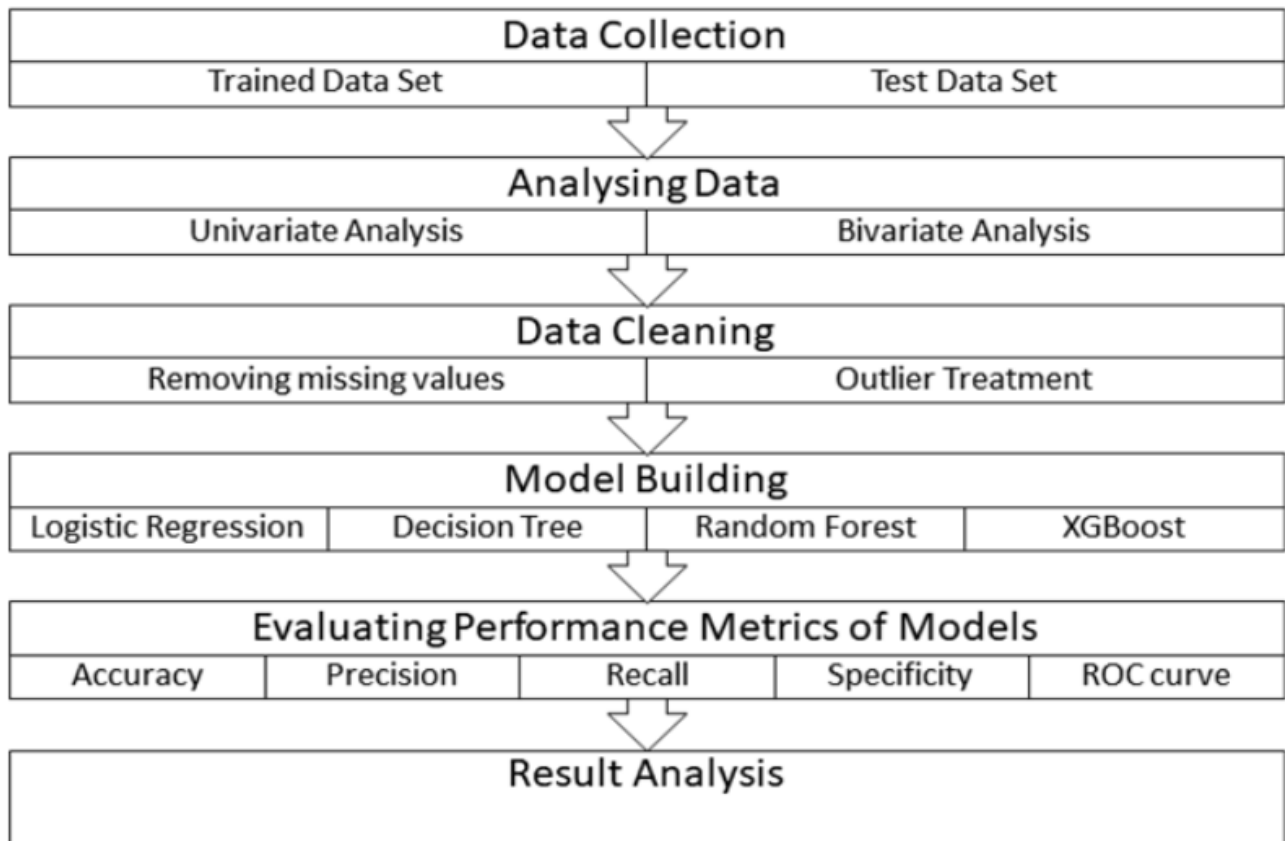 Data Collection
Trained Data Set
Test Data Set
Analysing Data
Univariate Analysis
Bivariate Analysis
Data Cleaning
Removing missing values
Outlier Treatment
Model Building
Logistic Regression
Decision Tree
Random Forest
XGBoost
Evaluating Performance Metrics of Models
Accuracy
Precision
Recall
Specificity
ROC curve
Result Analysis